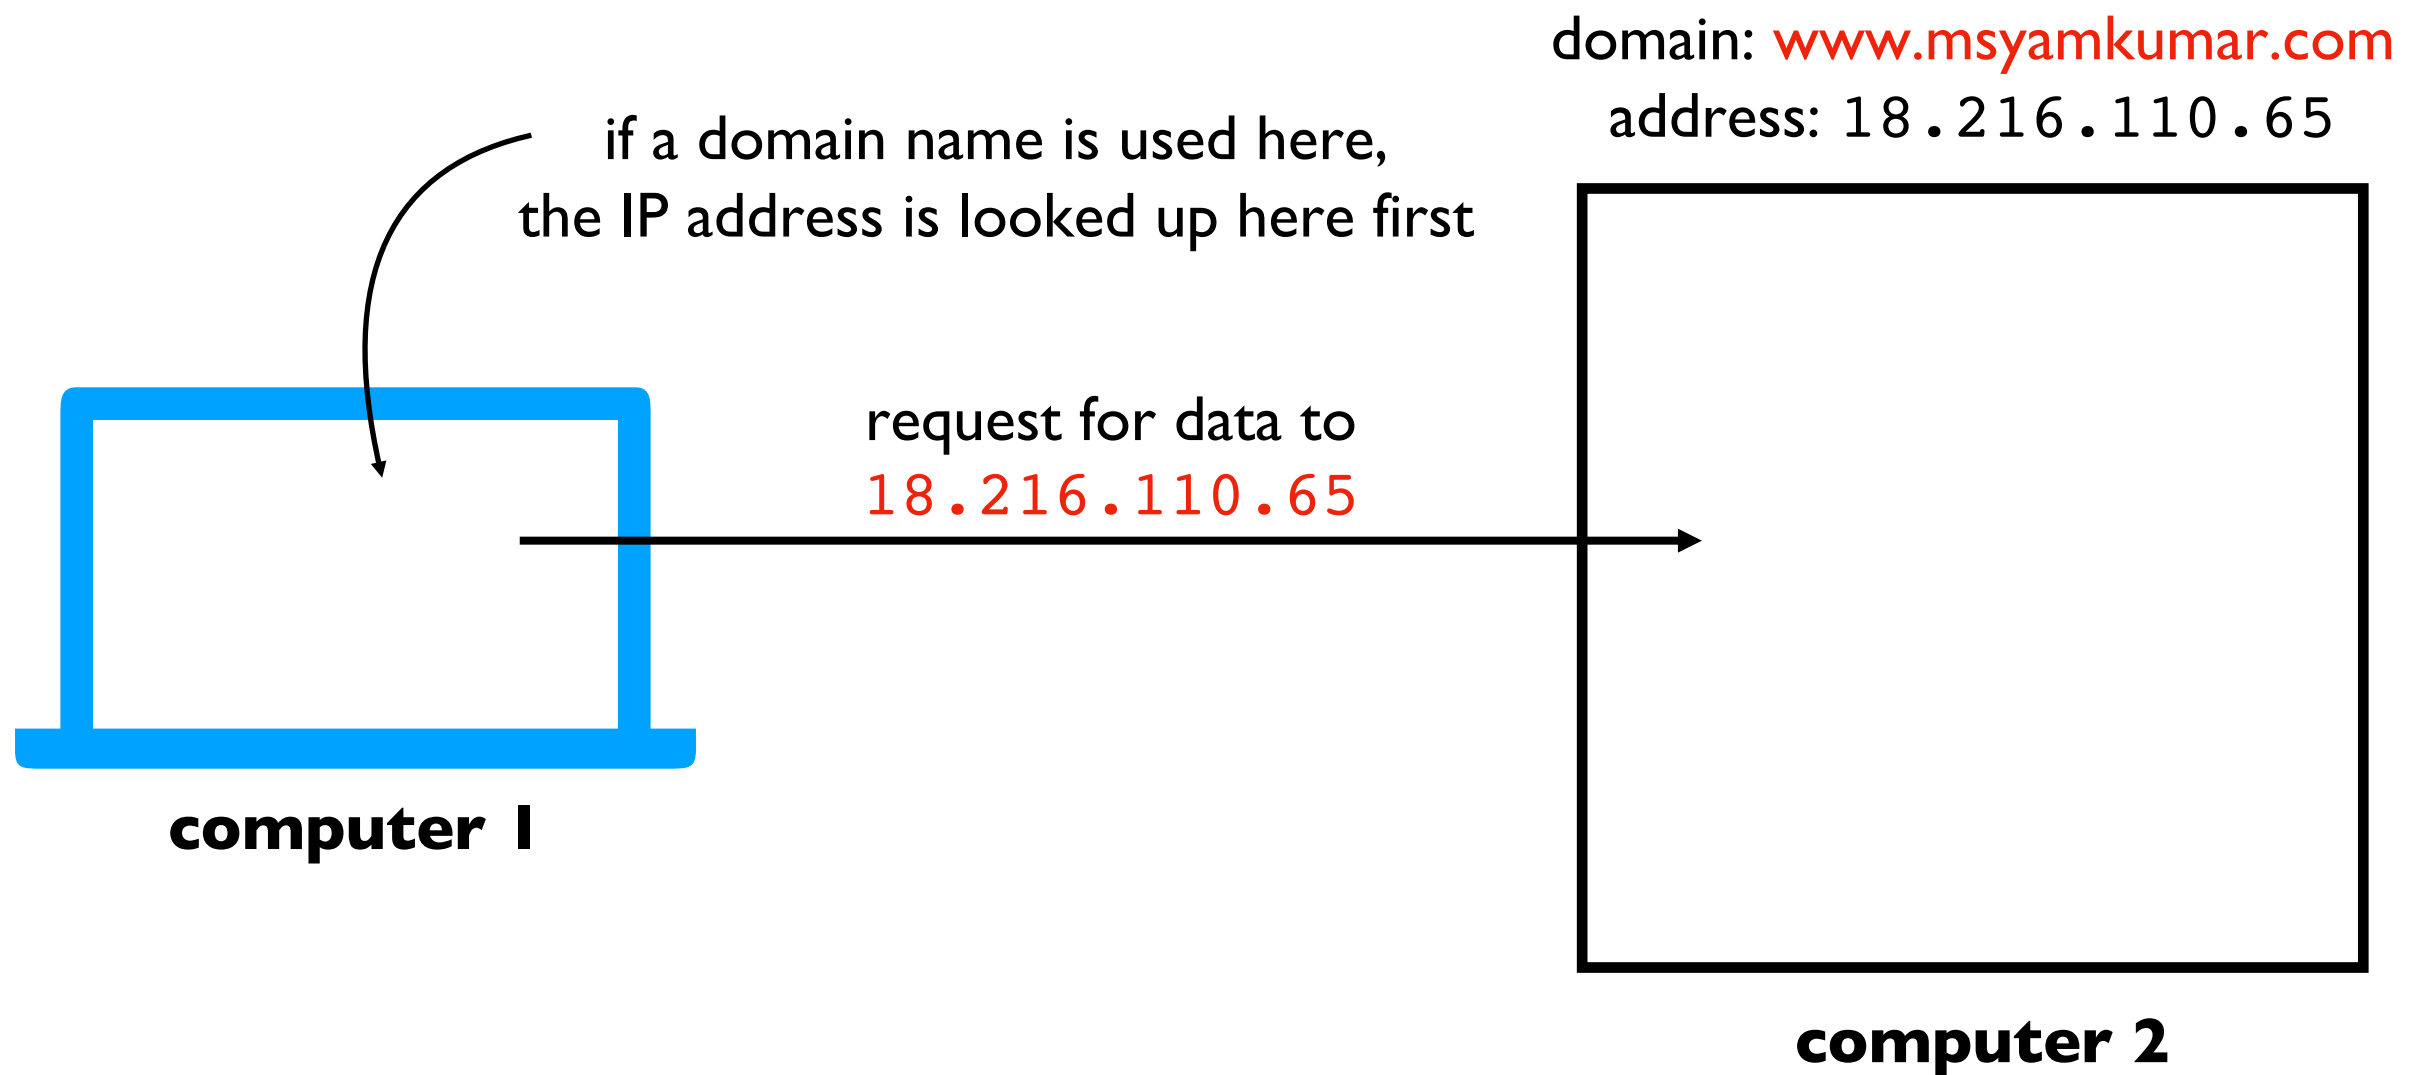 domain: www.msyamkumar.com
address: 18.216.110.65
if a domain name is used here,
the IP address is looked up here first
request for data to
18.216.110.65
computer 1
computer 2